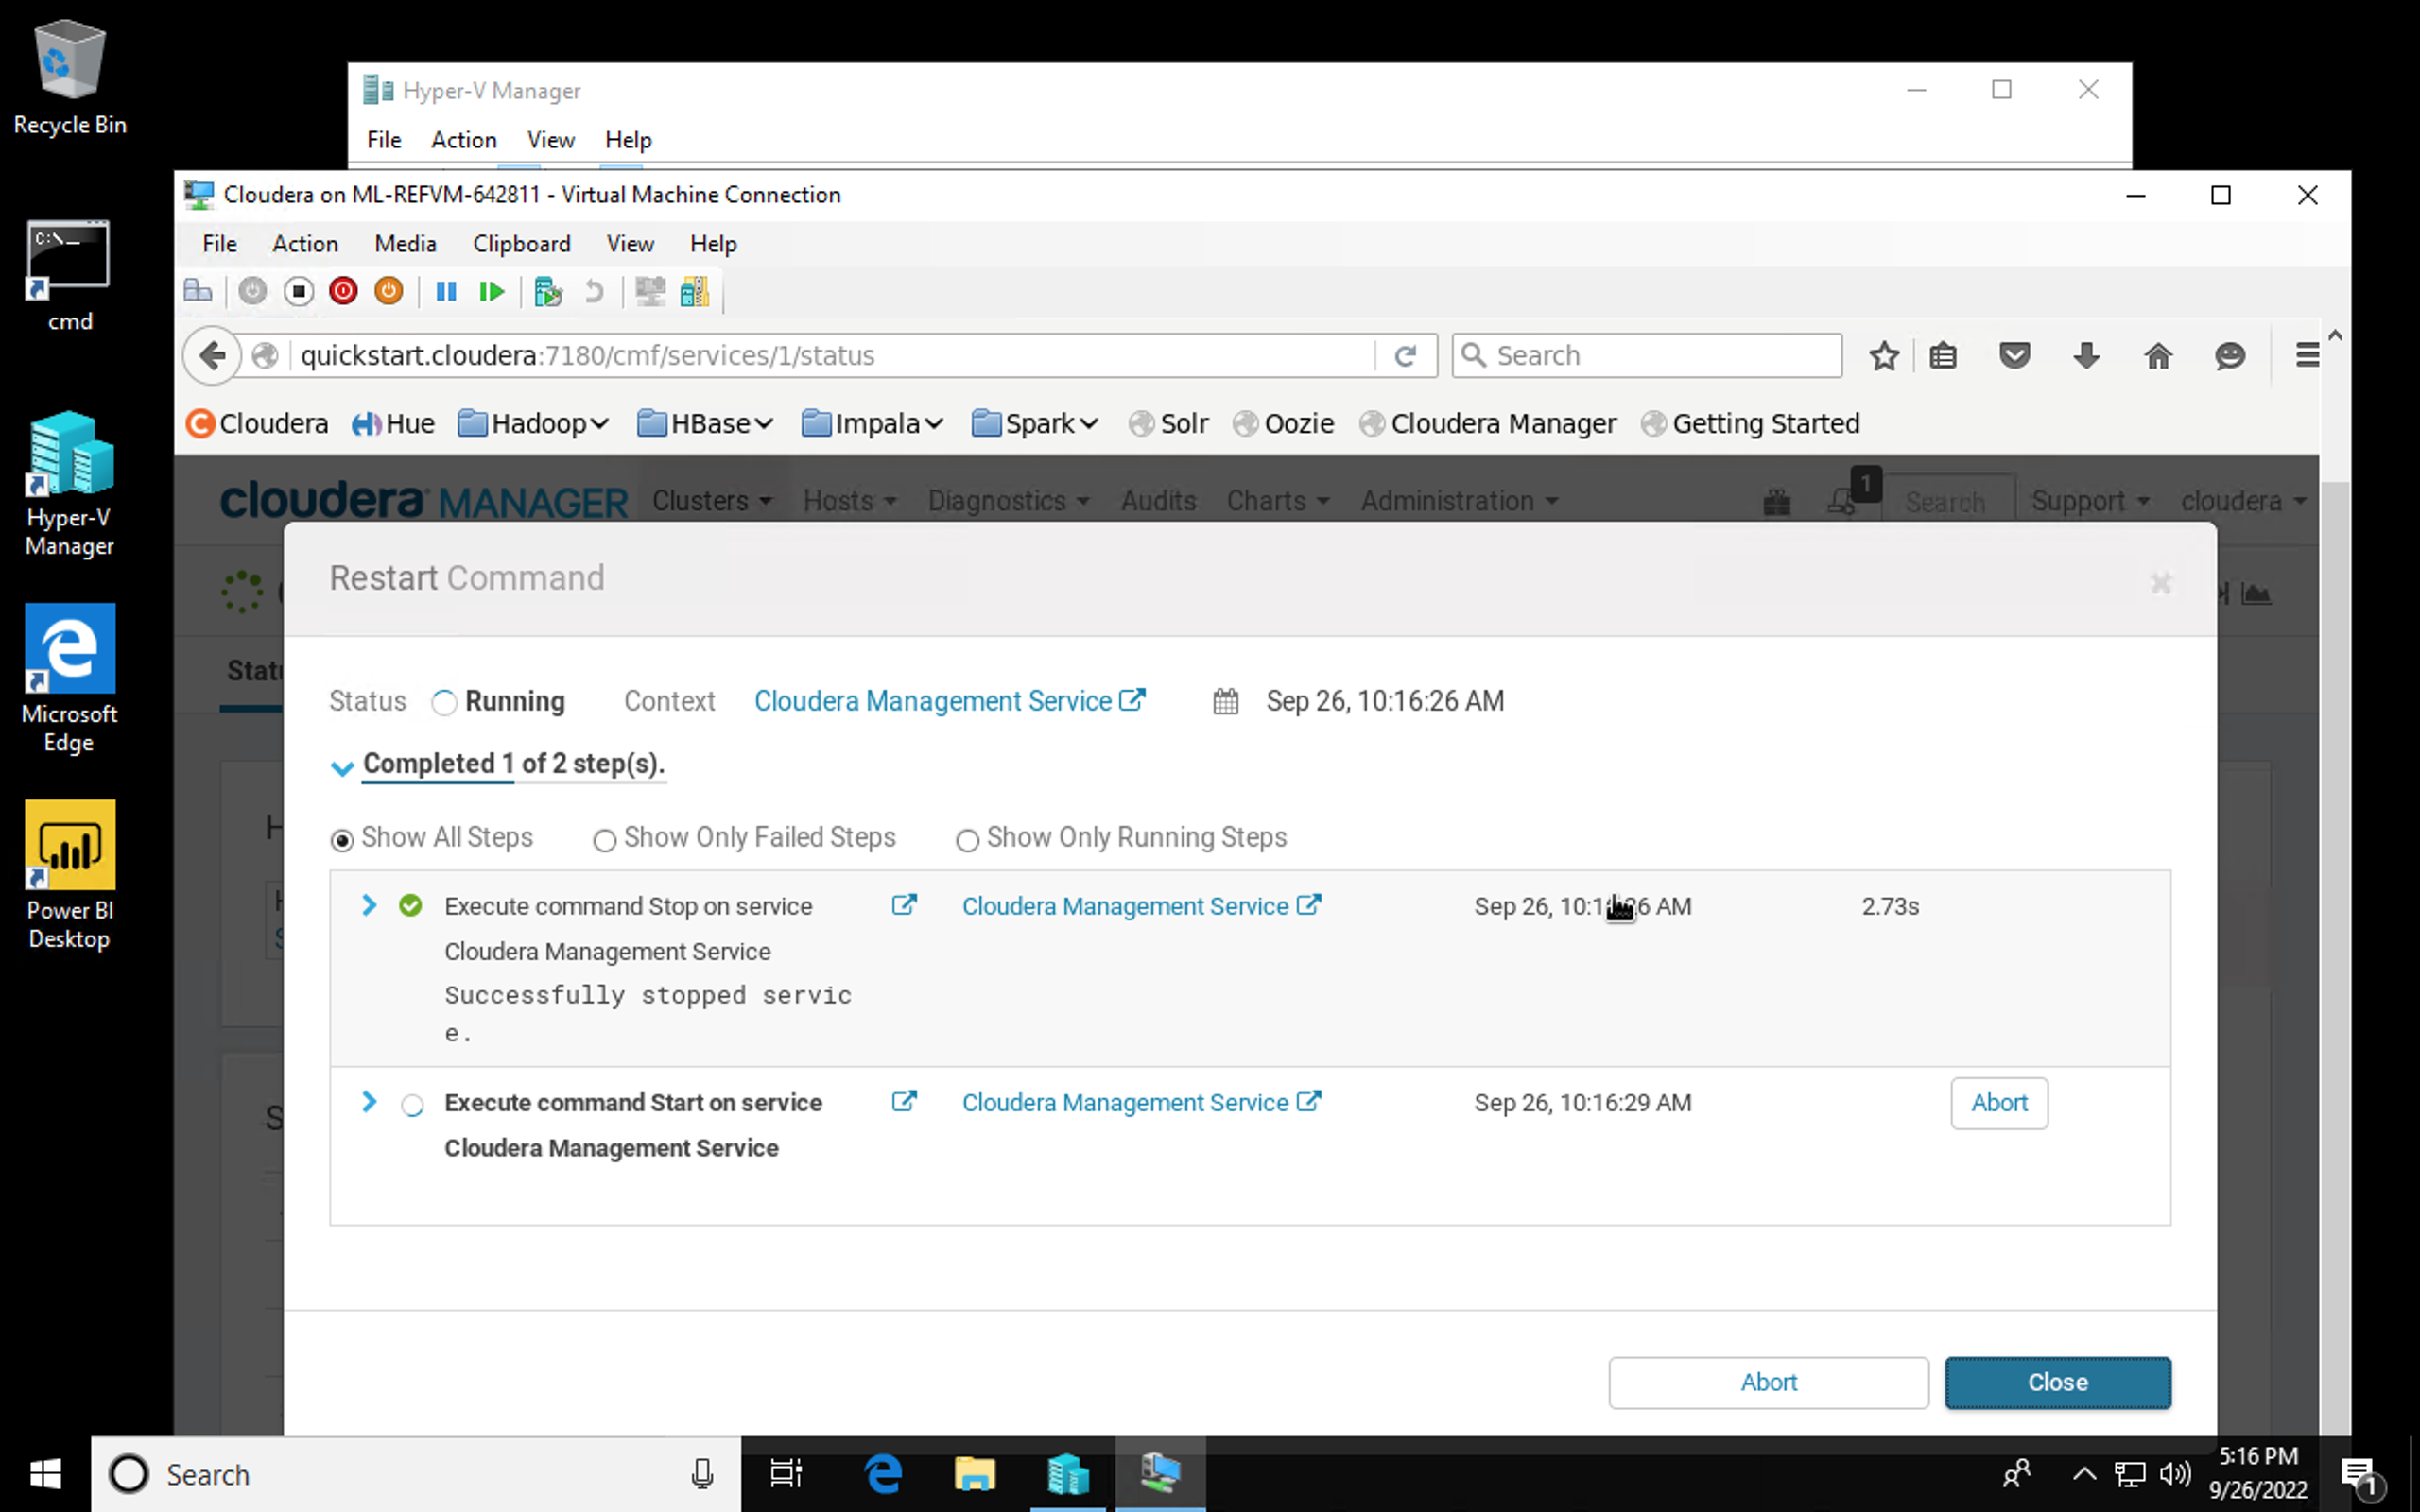 Recycle Bin
cmd
Hyper-V
Manager
Microsoft
Edge
Power BI
Desktop
Hyper-V Manager
File Action View Help
Cloudera on ML-REFVM-642811 - Virtual Machine Connection
File Action Media Clipboard View Help
quickstart.cloudera:7180/cmf/services/1/status
Search
Cloudera Hue Hadoop HBase Impala Spark Solr Oozie Cloudera Manager Getting Started
cloudera MANAGER Clusters Hosts Diagnostics Audits Charts Administration 1 Search Support cloudera
Restart Command
Status Running Context Cloudera Management Service Sep 26, 10:16:26 AM
Completed 1 of 2 step(s).
Show All Steps Show Only Failed Steps Show Only Running Steps
Execute command Stop on service Cloudera Management Service Sep 26, 10:1 6 AM 2.73s
Cloudera Management Service
Successfully stopped servic
e.
Execute command Start on service Cloudera Management Service Sep 26, 10:16:29 AM Abort
Cloudera Management Service
Abort Close
Search
5:16 PM
9/26/2022
1